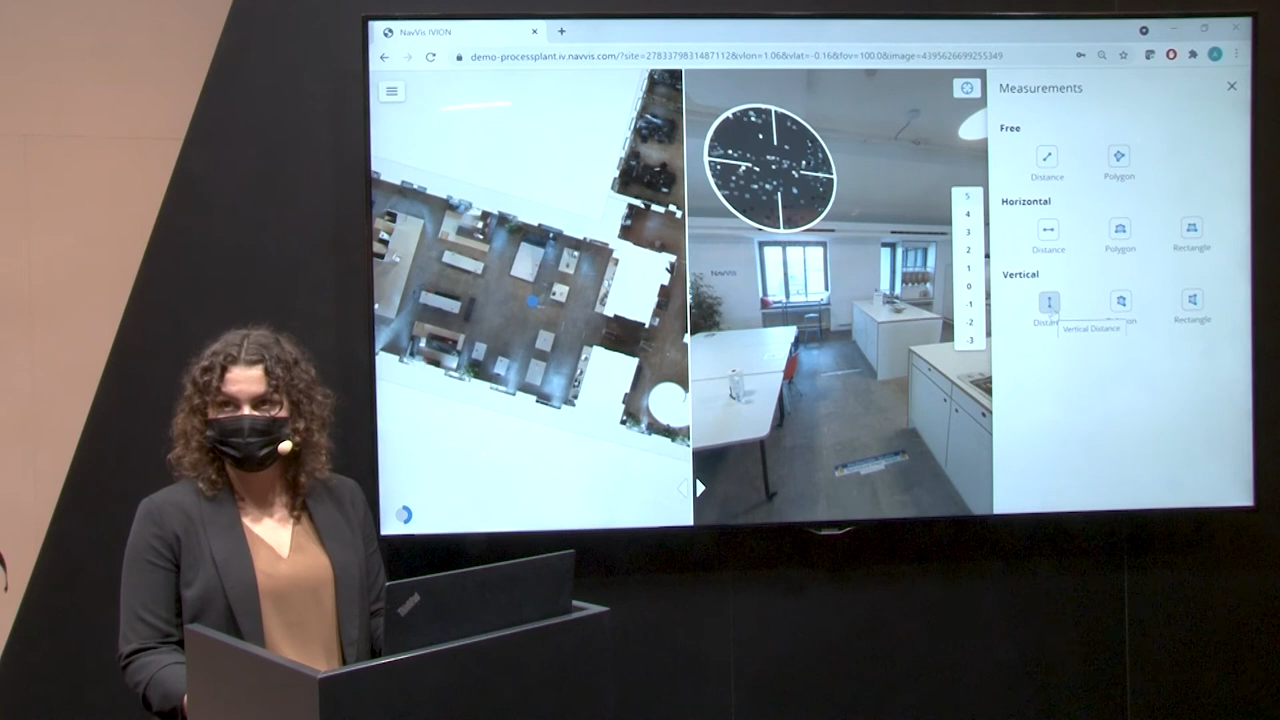 NavVis IVION
demo-processplant.iv.navvis.com/?site=2783379831487112&vlon=1.06&vlat=-0.16&fov=100.0&image=4395626699255349
Measurements
Free
Distance
Polygon
Horizontal
Distance
Polygon
Rectangle
Vertical
Rectangle
Vertical Distance
5
4
3
2
1
0
-1
-2
-3
NavVis
ThinkPad